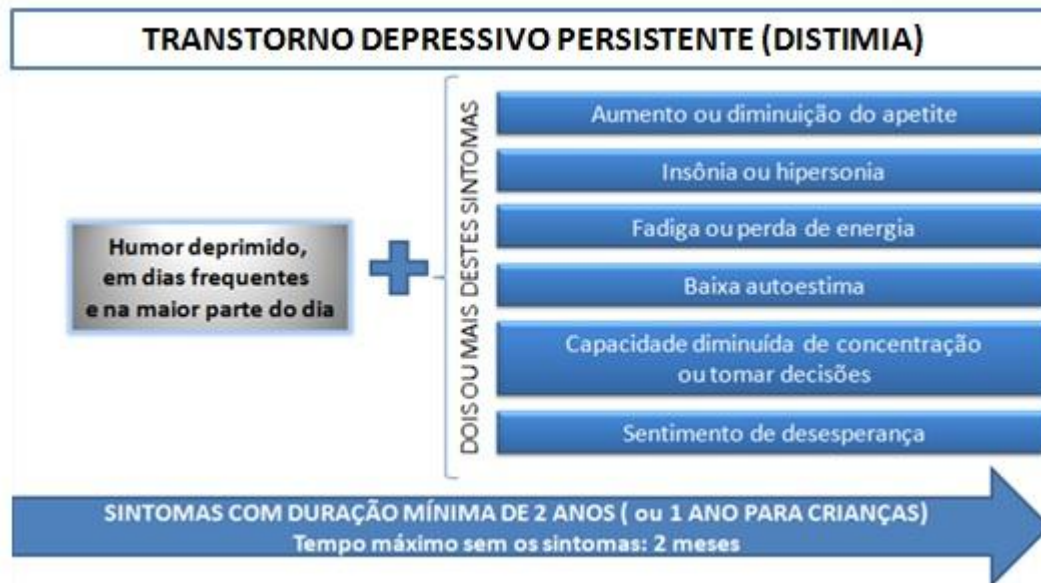 TRANSTORNO DEPRESSIVO PERSISTENTE (DISTIMIA)
Humor deprimido,
em dias frequentes
e na maior parte do dia
DOIS OU MAIS DESTES SINTOMAS
Aumento ou diminuição do apetite
Insônia ou hipersonia
Fadiga ou perda de energia
Baixa autoestima
Capacidade diminuída de concentração
ou tomar decisões
Sentimento de desesperança
SINTOMAS COM DURAÇÃO MÍNIMA DE 2 ANOS ( ou 1 ANO PARA CRIANÇAS)
Tempo máximo sem os sintomas: 2 meses